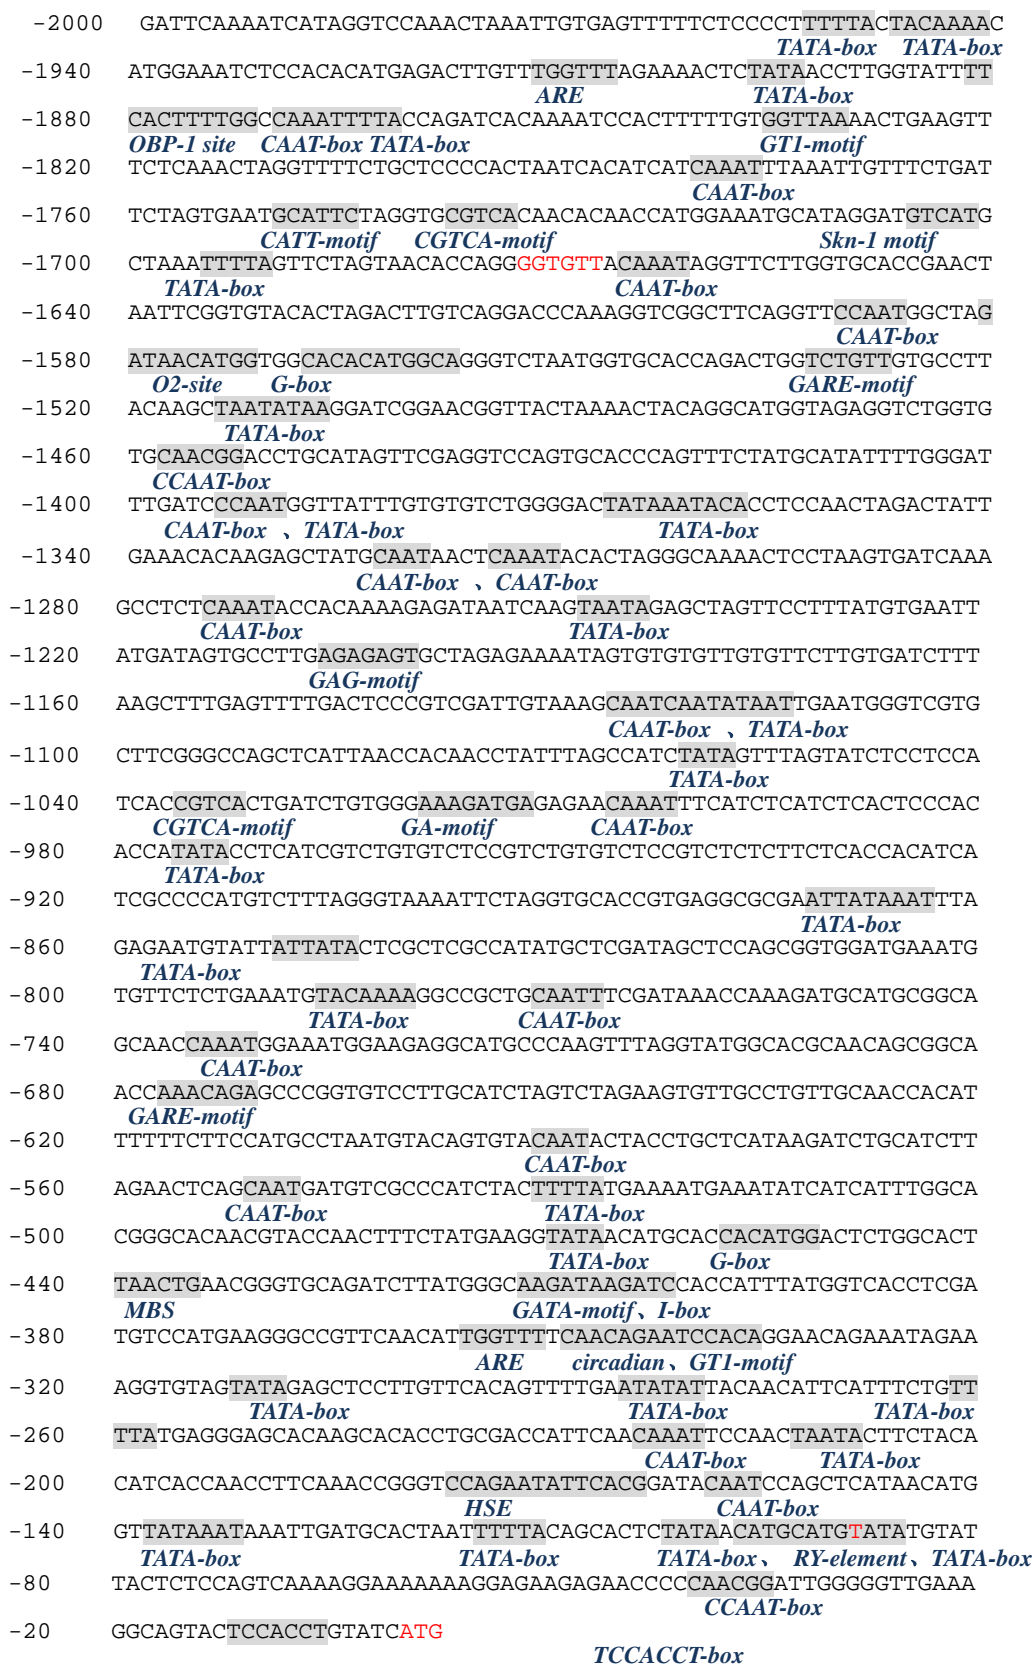 -2000 GATTCAAAATCATAGGTCCAAACTAAATTGTGAGTTTTTCTCCCCTTTTTACTACAAAAC
TATA-box TATA-box
-1940 ATGGAAATCTCCACACATGAGACTTGTTTGGTTTAGAAAACTCTATAACCTTGGTATTTT
ARE TATA-box
-1880 CACTTTTGGCCAAATTTTACCAGATCACAAAATCCACTTTTTGTGGTTAAAACTGAAGTT
OBP-1 site CAAT-box TATA-box GT1-motif
-1820 TCTCAAACTAGGTTTTCTGCTCCCCACTAATCACATCATCAAATTTAAATTGTTTCTGAT
CAAT-box
-1760 TCTAGTGAATGCATTCTAGGTGCGTCACAACACAACCATGGAAATGCATAGGATGTCATG
CATT-motif CGTCA-motif Skn-1 motif
-1700 CTAAATTTTAGTTCTAGTAACACCAGGGGTGTTACAAATAGGTTCTTGGTGCACCGAACT
TATA-box CAAT-box
-1640 AATTCGGTGTACACTAGACTTGTCAGGACCCAAAGGTCGGCTTCAGGTTCCAATGGCTAG
CAAT-box
-1580 ATAACATGGTGGCACACATGGCAGGGTCTAATGGTGCACCAGACTGGTCTGTTGTGCCTT
O2-site G-box GARE-motif
-1520 ACAAGCTAATATAAGGATCGGAACGGTTACTAAAACTACAGGCATGGTAGAGGTCTGGTG
TATA-box
-1460 TGCAACGGACCTGCATAGTTCGAGGTCCAGTGCACCCAGTTTCTATGCATATTTTGGGAT
CCAAT-box
-1400 TTGATCCCAATGGTTATTTGTGTGTCTGGGGACTATAAATACACCTCCAACTAGACTATT
CAAT-box 、TATA-box TATA-box
-1340 GAAACACAAGAGCTATGCAATAACTCAAATACACTAGGGCAAAACTCCTAAGTGATCAAA
CAAT-box 、CAAT-box
-1280 GCCTCTCAAATACCACAAAAGAGATAATCAAGTAATAGAGCTAGTTCCTTTATGTGAATT
CAAT-box TATA-box
-1220 ATGATAGTGCCTTGAGAGAGTGCTAGAGAAAATAGTGTGTGTTGTGTTCTTGTGATCTTT
GAG-motif
-1160 AAGCTTTGAGTTTTGACTCCCGTCGATTGTAAAGCAATCAATATAATTGAATGGGTCGTG
CAAT-box 、TATA-box
-1100 CTTCGGGCCAGCTCATTAACCACAACCTATTTAGCCATCTATAGTTTAGTATCTCCTCCA
TATA-box
-1040 TCACCGTCACTGATCTGTGGGAAAGATGAGAGAACAAATTTCATCTCATCTCACTCCCAC
CGTCA-motif GA-motif CAAT-box
-980 ACCATATACCTCATCGTCTGTGTCTCCGTCTGTGTCTCCGTCTCTCTTCTCACCACATCA
TATA-box
-920 TCGCCCCATGTCTTTAGGGTAAAATTCTAGGTGCACCGTGAGGCGCGAATTATAAATTTA
TATA-box
-860 GAGAATGTATTATTATACTCGCTCGCCATATGCTCGATAGCTCCAGCGGTGGATGAAATG
TATA-box
-800 TGTTCTCTGAAATGTACAAAAGGCCGCTGCAATTTCGATAAACCAAAGATGCATGCGGCA
TATA-box CAAT-box
-740 GCAACCAAATGGAAATGGAAGAGGCATGCCCAAGTTTAGGTATGGCACGCAACAGCGGCA
CAAT-box
-680 ACCAAACAGAGCCCGGTGTCCTTGCATCTAGTCTAGAAGTGTTGCCTGTTGCAACCACAT
GARE-motif
-620 TTTTTCTTCCATGCCTAATGTACAGTGTACAATACTACCTGCTCATAAGATCTGCATCTT
CAAT-box
-560 AGAACTCAGCAATGATGTCGCCCATCTACTTTTATGAAAATGAAATATCATCATTTGGCA
CAAT-box TATA-box
-500 CGGGCACAACGTACCAACTTTCTATGAAGGTATAACATGCACCACATGGACTCTGGCACT
TATA-box G-box
-440 TAACTGAACGGGTGCAGATCTTATGGGCAAGATAAGATCCACCATTTATGGTCACCTCGA
MBS GATA-motif、I-box
-380 TGTCCATGAAGGGCCGTTCAACATTGGTTTTCAACAGAATCCACAGGAACAGAAATAGAA
ARE circadian、GT1-motif
-320 AGGTGTAGTATAGAGCTCCTTGTTCACAGTTTTGAATATATTACAACATTCATTTCTGTT
TATA-box TATA-box TATA-box
-260 TTATGAGGGAGCACAAGCACACCTGCGACCATTCAACAAATTCCAACTAATACTTCTACA
CAAT-box TATA-box
-200 CATCACCAACCTTCAAACCGGGTCCAGAATATTCACGGATACAATCCAGCTCATAACATG
HSE CAAT-box
-140 GTTATAAATAAATTGATGCACTAATTTTTACAGCACTCTATAACATGCATGTATATGTAT
TATA-box TATA-box TATA-box、 RY-element、TATA-box
-80 TACTCTCCAGTCAAAAGGAAAAAAAGGAGAAGAGAACCCCCAACGGATTGGGGGTTGAAA
CCAAT-box
-20 GGCAGTACTCCACCTGTATCATG
TCCACCT-box